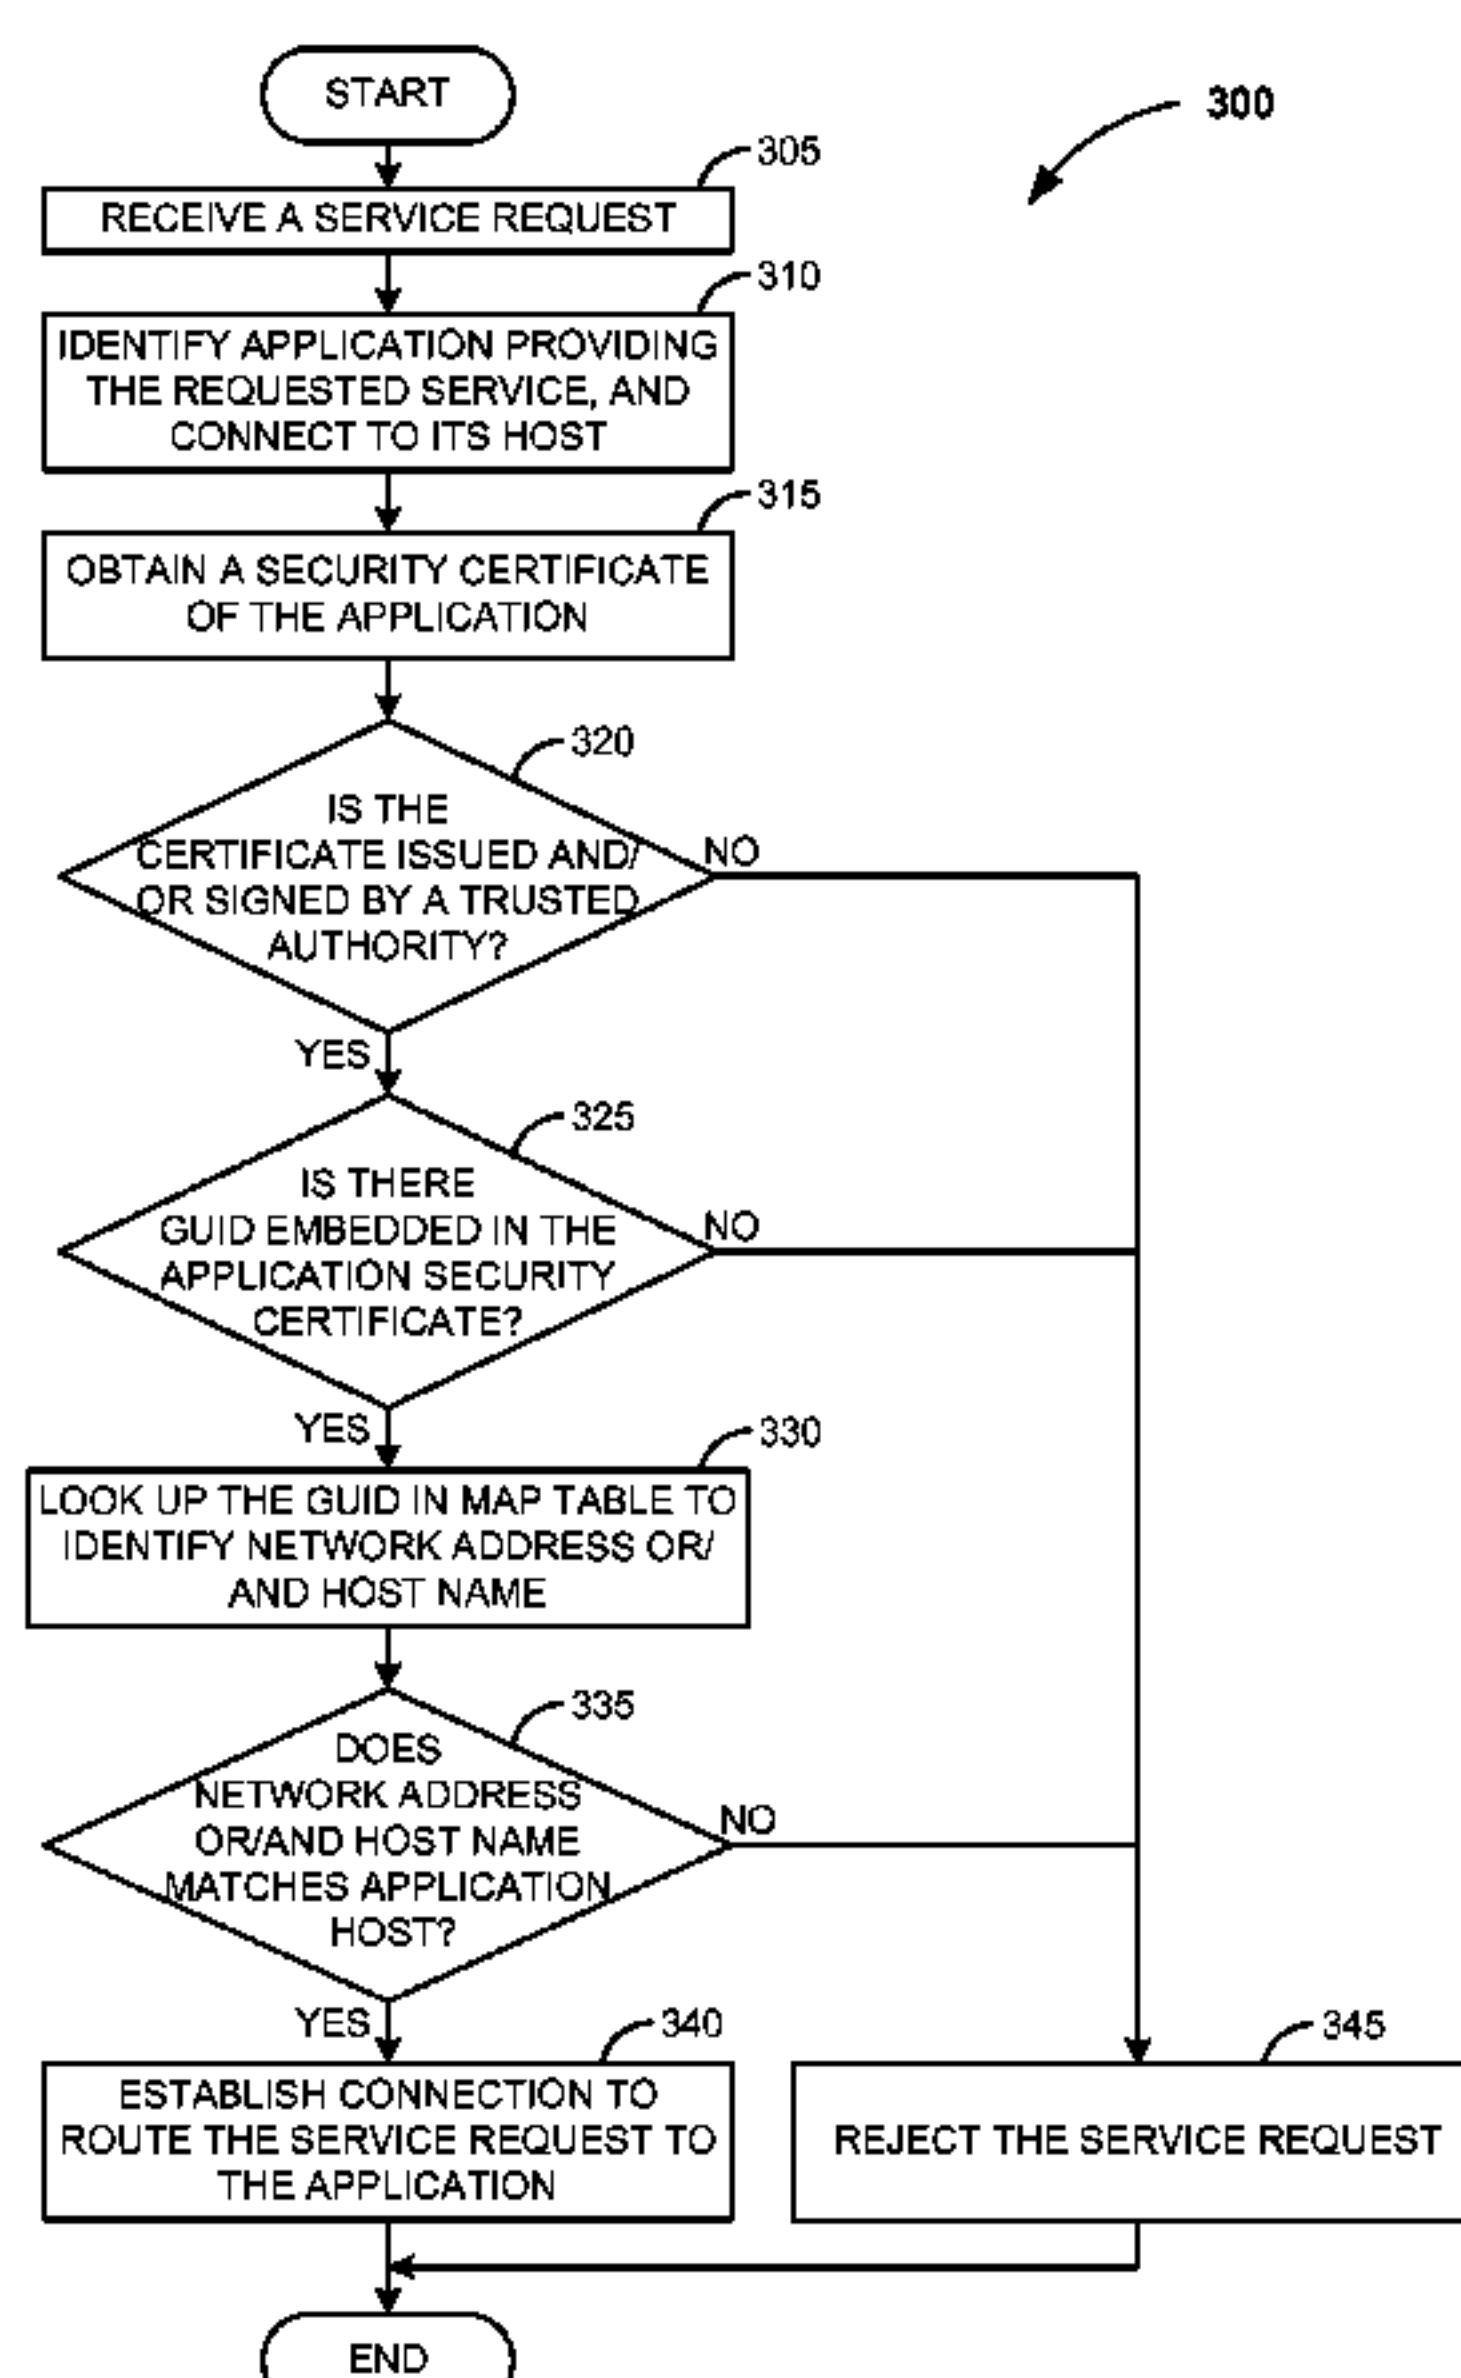 START
300
305
RECEIVE A SERVICE REQUEST
310
IDENTIFY APPLICATION PROVIDING
THE REQUESTED SERVICE, AND
CONNECT TO ITS HOST
315
OBTAIN A SECURITY CERTIFICATE
OF THE APPLICATION
320
IS THE
CERTIFICATE ISSUED AND/
OR SIGNED BY A TRUSTED
AUTHORITY?
NO
YES
325
IS THERE
GUID EMBEDDED IN THE
APPLICATION SECURITY
CERTIFICATE?
NO
YES
330
LOOK UP THE GUID IN MAP TABLE TO
IDENTIFY NETWORK ADDRESS OR/
AND HOST NAME
335
DOES
NETWORK ADDRESS
OR/AND HOST NAME
MATCHES APPLICATION
HOST?
NO
YES
340
ESTABLISH CONNECTION TO
ROUTE THE SERVICE REQUEST TO
THE APPLICATION
345
REJECT THE SERVICE REQUEST
END